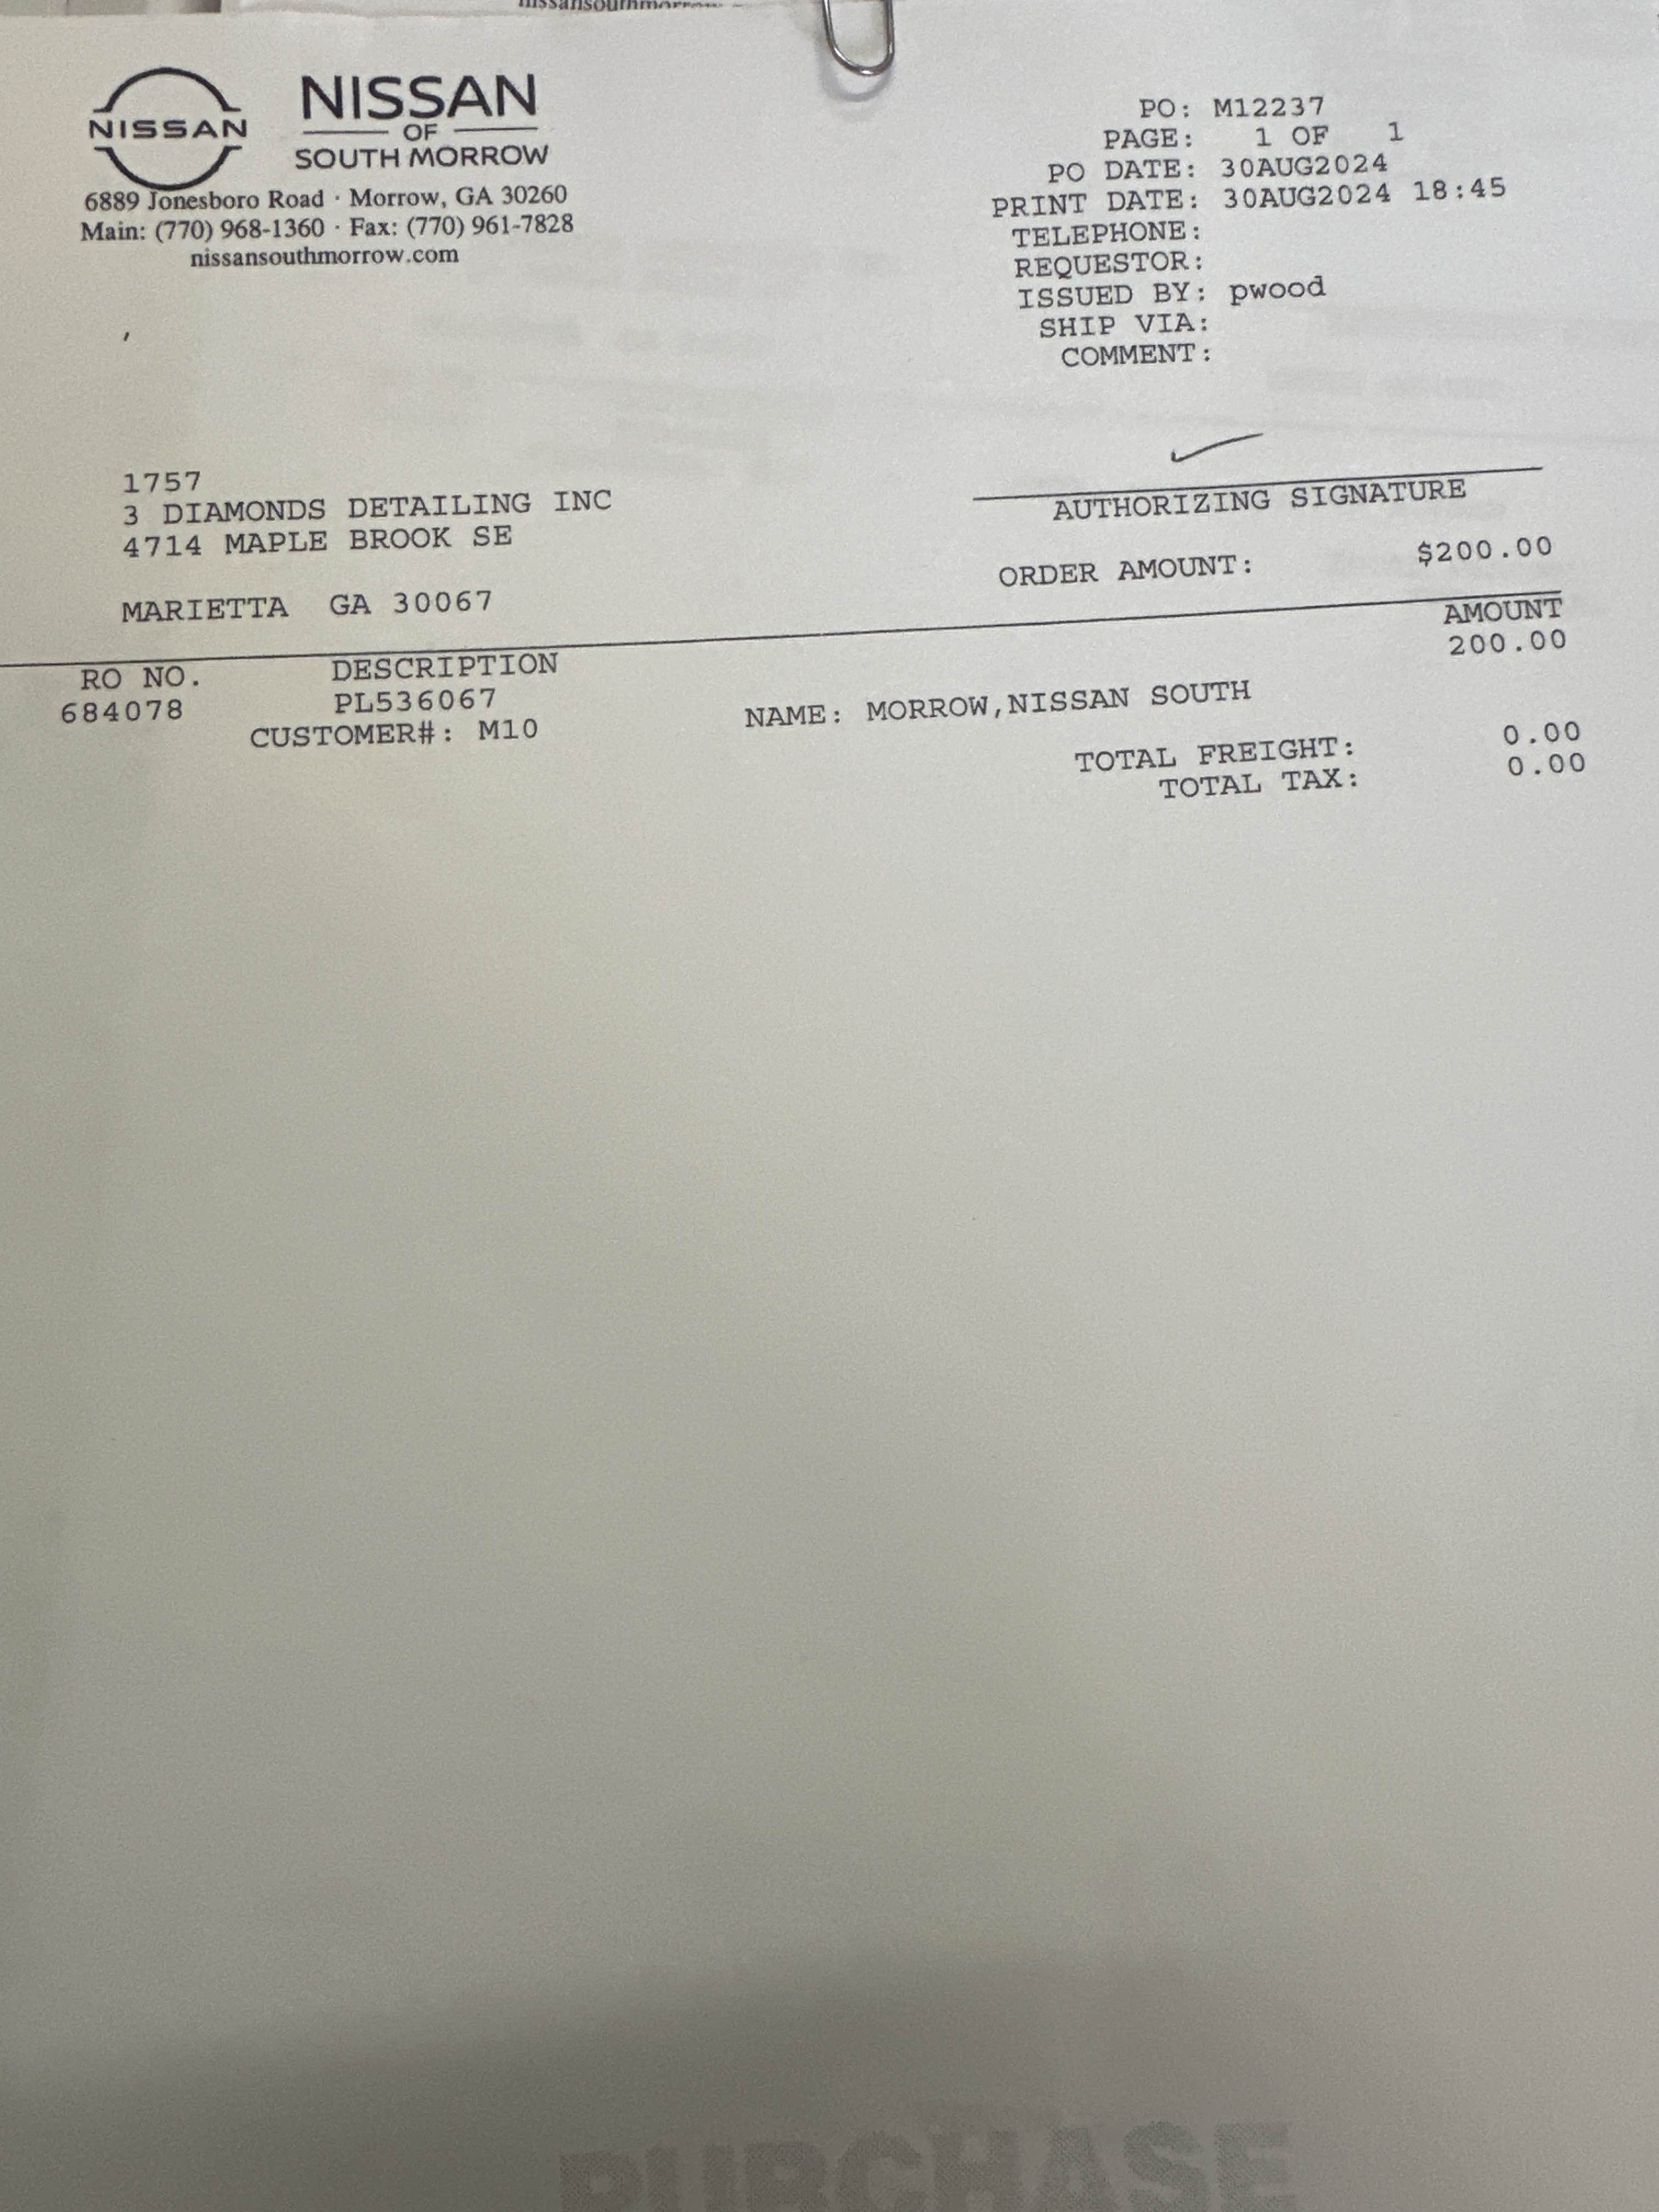 NISSAN
NISSAN
OF
SOUTH MORROW
6889 Jonesboro Road · Morrow, GA 30260
Main: (770) 968-1360 · Fax: (770) 961-7828
nissansouthmorrow.com
PO: M12237
PAGE: 1 OF 1
PO DATE: 30AUG2024
PRINT DATE: 30AUG2024 18:45
TELEPHONE:
REQUESTOR:
ISSUED BY: pwood
SHIP VIA:
COMMENT:
1757
3 DIAMONDS DETAILING INC
4714 MAPLE BROOK SE
MARIETTA GA 30067
AUTHORIZING SIGNATURE
ORDER AMOUNT: $200.00
RO NO. DESCRIPTION AMOUNT
684078 PL536067 200.00
CUSTOMER#: M10 NAME: MORROW,NISSAN SOUTH
TOTAL FREIGHT: 0.00
TOTAL TAX: 0.00
PURCHASE